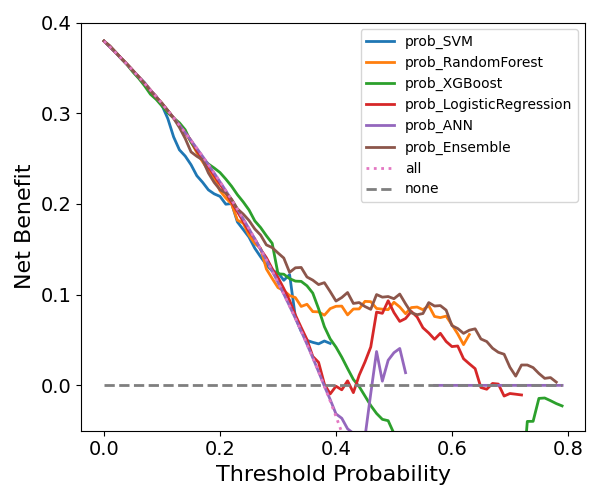 0.4
0.3
0.2
0.1
0.0
Net Benefit
prob_SVM
prob_RandomForest
prob_XGBoost
prob_LogisticRegression
prob_ANN
prob_Ensemble
all
none
0.0 0.2 0.4 0.6 0.8
Threshold Probability